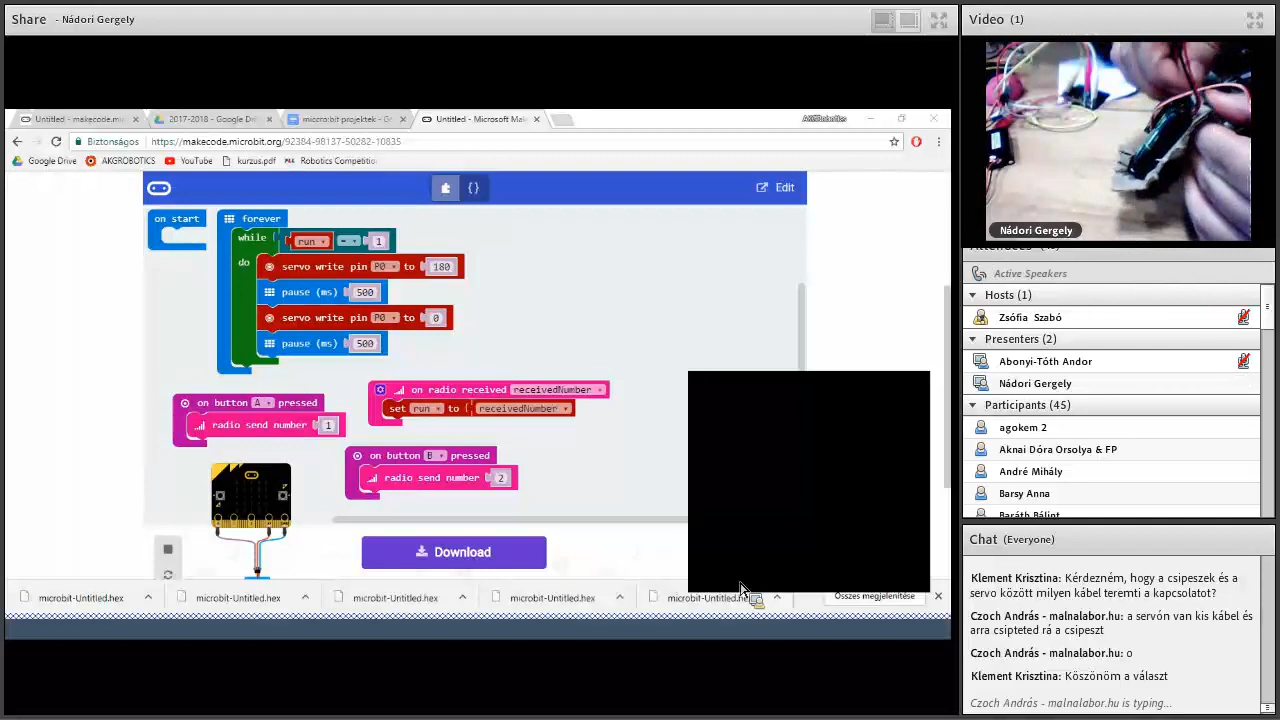 Share - Nádori Gergely
Untitled - makecode.mi
2017-2018 - Google Dri
micro:bit projektek - G
Untitled - Microsoft Mak
AKGRobotics
Biztonságos https://makecode.microbit.org/92384-98137-50282-10835
Google Drive AKGROBOTICS YouTube kurzus.pdf Robotics Competitio
{} Edit
on start
forever
while run = 1
do
servo write pin P0 to 180
pause (ms) 500
servo write pin P0 to 0
pause (ms) 500
on radio received receivedNumber
set run to receivedNumber
on button A pressed
radio send number 1
on button B pressed
radio send number 2
Download
microbit-Untitled.hex
microbit-Untitled.hex
microbit-Untitled.hex
microbit-Untitled.hex
microbit-Untitled.he
Összes megjelenítése
Video (1)
Nádori Gergely
Active Speakers
Hosts (1)
Zsófia Szabó
Presenters (2)
Abonyi-Tóth Andor
Nádori Gergely
Participants (45)
agokem 2
Aknai Dóra Orsolya & FP
André Mihály
Barsy Anna
Baráth Bálint
Chat (Everyone)
Klement Krisztina: Kérdezném, hogy a csipeszek és a
servo között milyen kábel teremti a kapcsolatot?
Czoch András - malnalabor.hu: a servón van kis kábel és
arra csipteted rá a csipeszt
Czoch András - malnalabor.hu: o
Klement Krisztina: Köszönöm a választ
Czoch András - malnalabor.hu is typing...